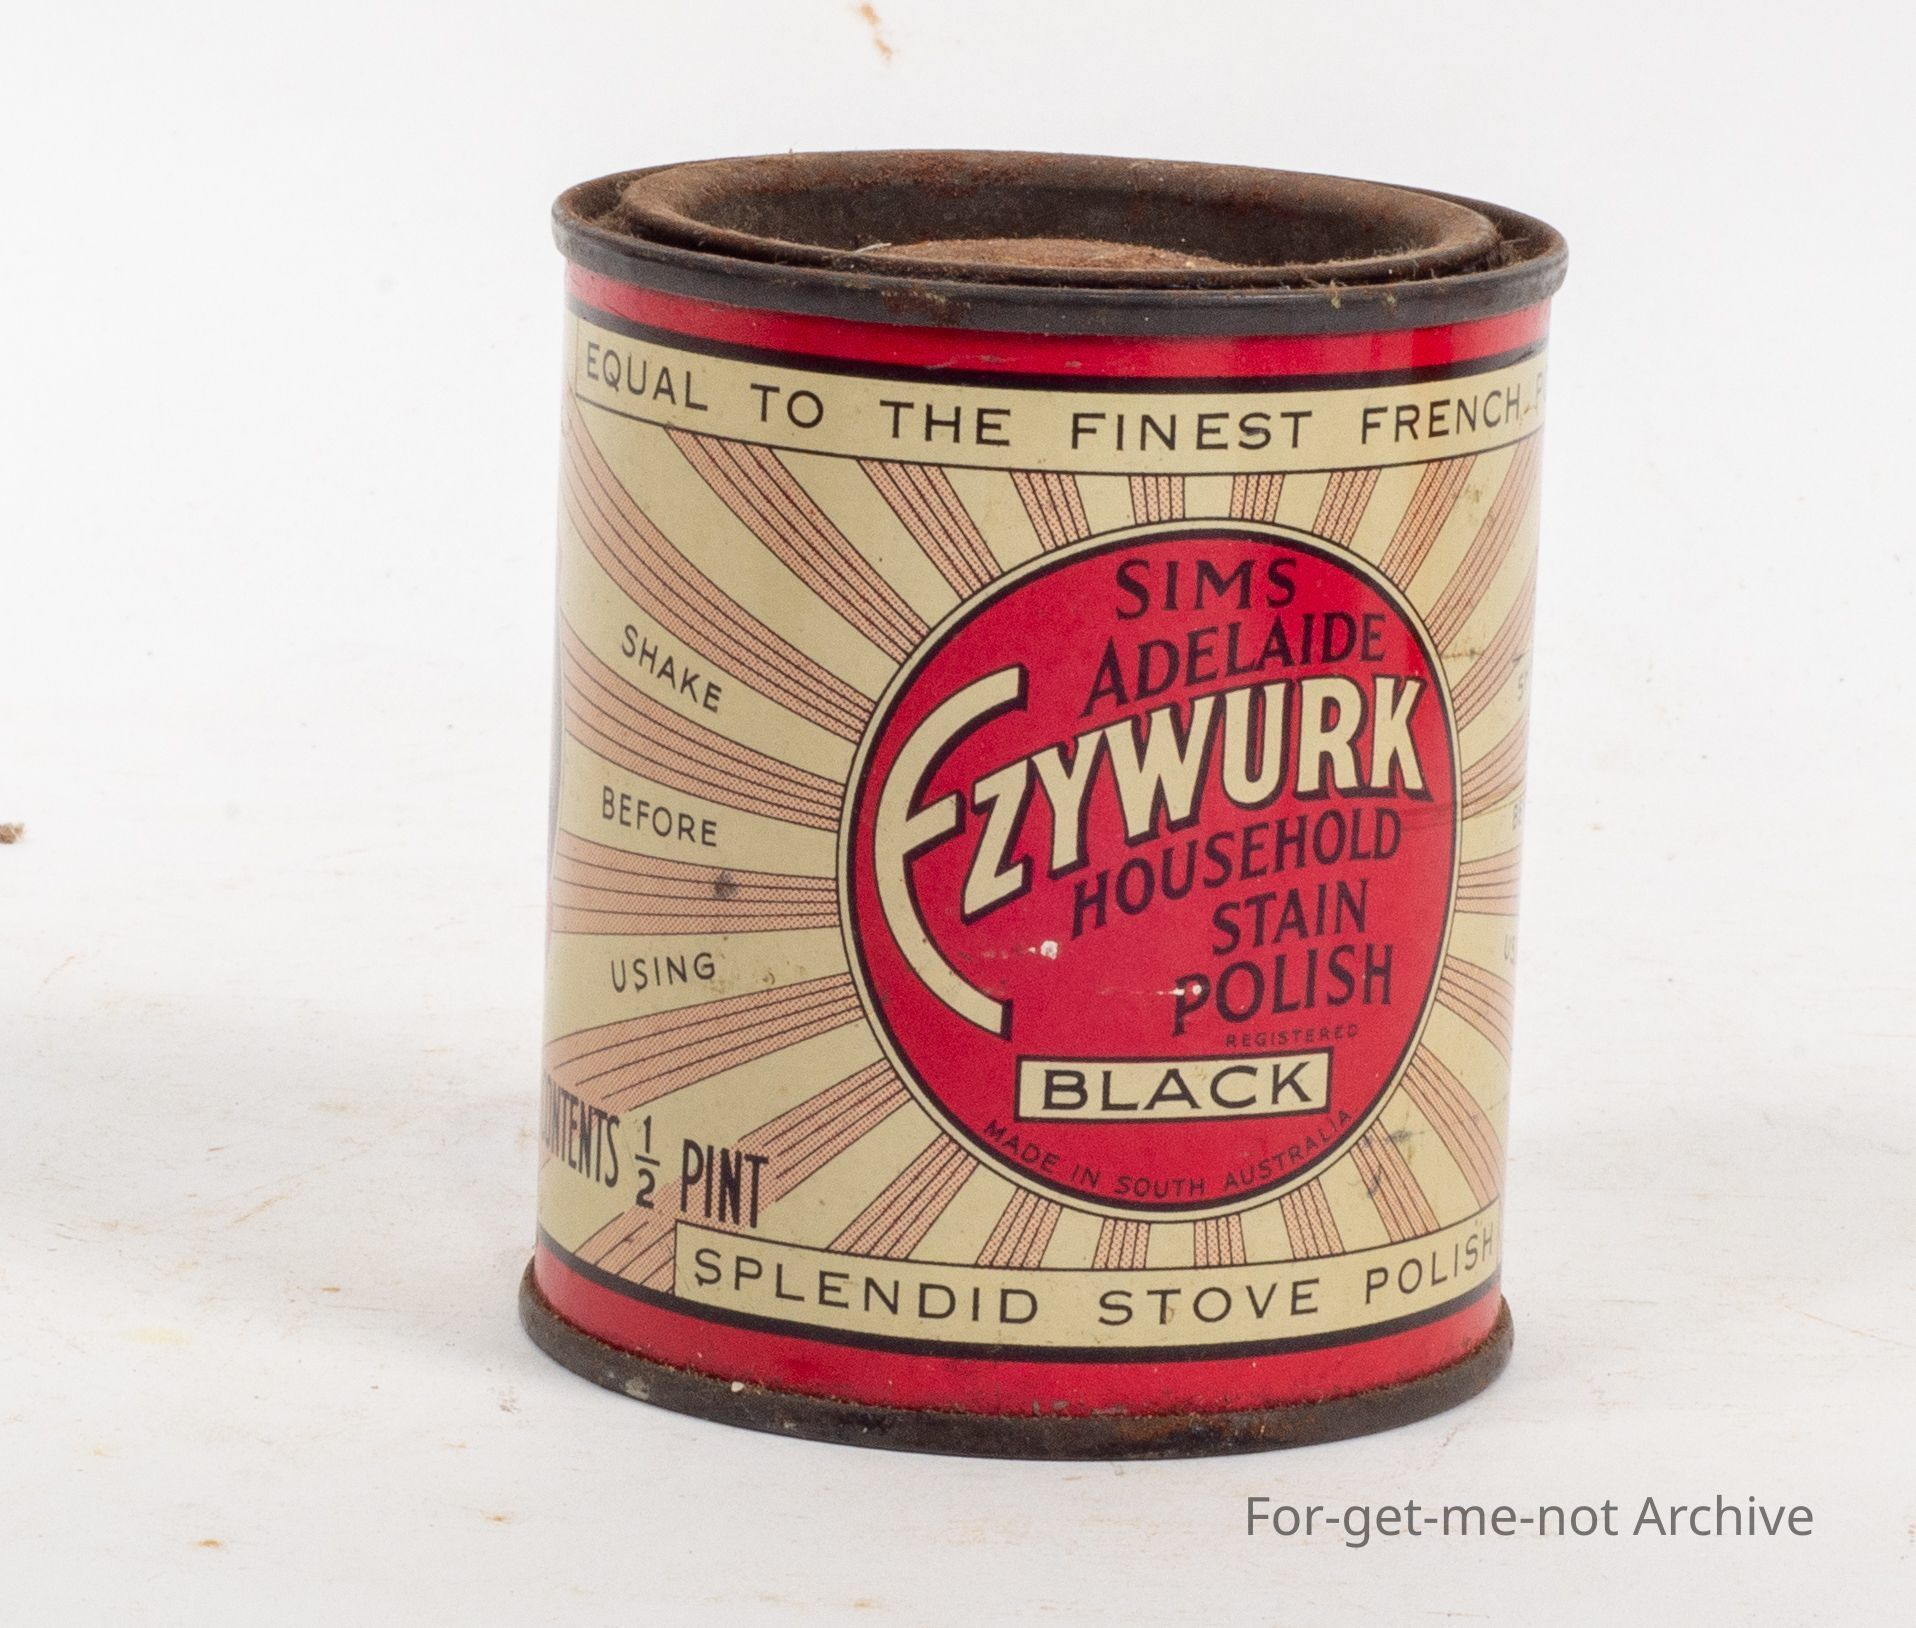 EQUAL TO THE FINEST FRENCH
SIMS
ADELAIDE
EZYWURK
HOUSEHOLD
STAIN
POLISH
REGISTERED
BLACK
MADE IN SOUTH AUSTRALIA
SHAKE
BEFORE
USING
CONTENTS 1/2 PINT
SPLENDID STOVE POLISH
For-get-me-not Archive